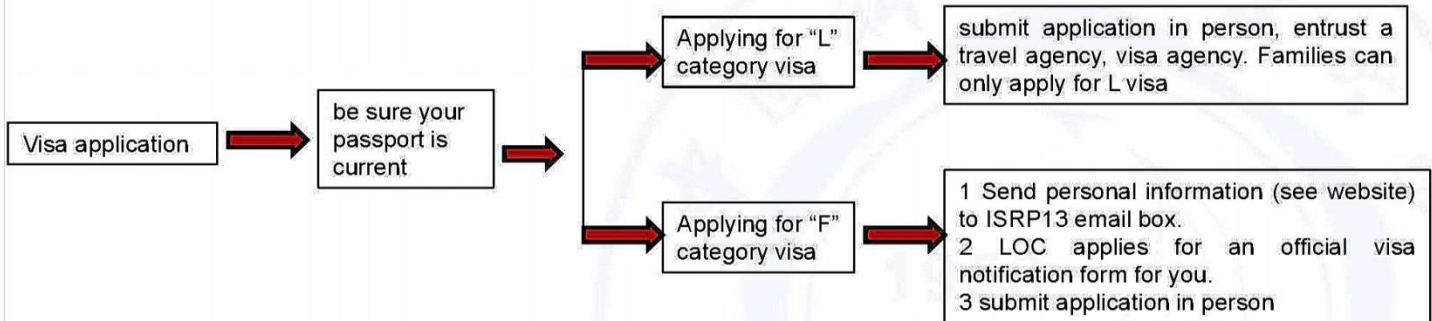 Visa application
be sure your
passport is
current
Applying for “L”
category visa
submit application in person, entrust a
travel agency, visa agency. Families can
only apply for L visa
Applying for “F”
category visa
1 Send personal information (see website)
to ISRP13 email box.
2 LOC applies for an official visa
notification form for you.
3 submit application in person